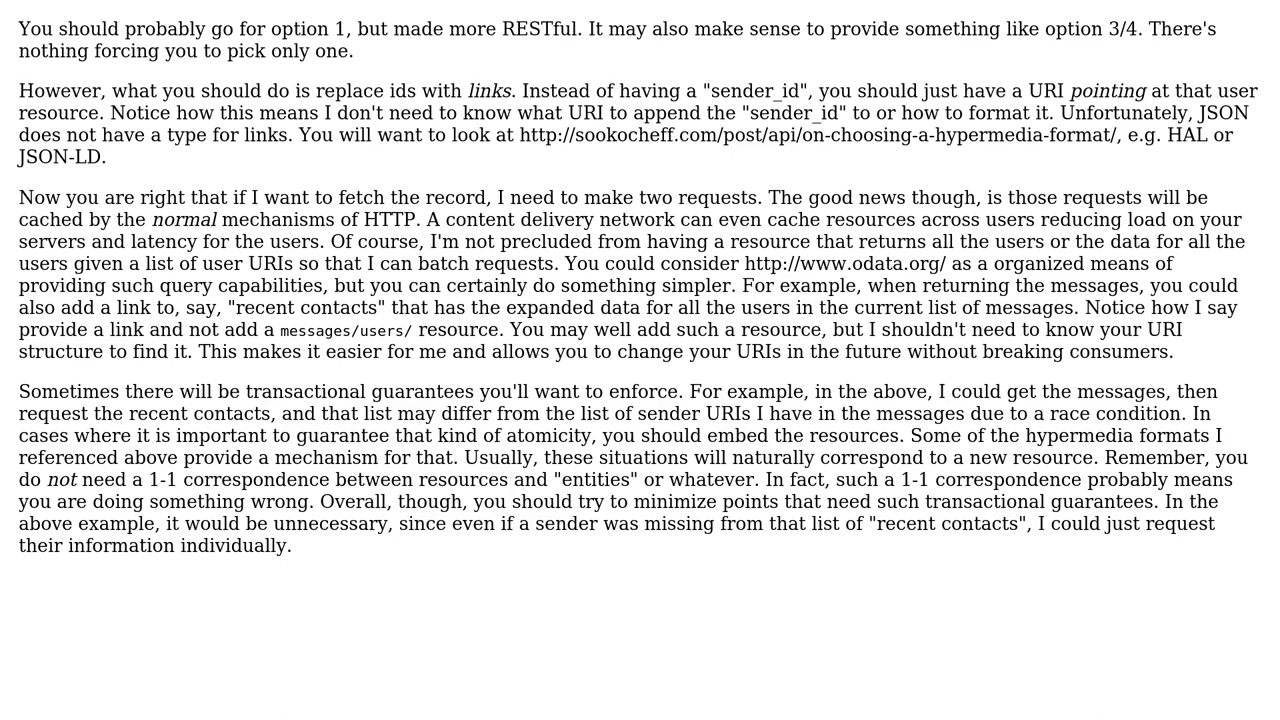 You should probably go for option 1, but made more RESTful. It may also make sense to provide something like option 3/4. There's
nothing forcing you to pick only one.
However, what you should do is replace ids with links. Instead of having a "sender_id", you should just have a URI pointing at that user
resource. Notice how this means I don't need to know what URI to append the "sender_id" to or how to format it. Unfortunately, JSON
does not have a type for links. You will want to look at http://sookocheff.com/post/api/on-choosing-a-hypermedia-format/, e.g. HAL or
JSON-LD.
Now you are right that if I want to fetch the record, I need to make two requests. The good news though, is those requests will be
cached by the normal mechanisms of HTTP. A content delivery network can even cache resources across users reducing load on your
servers and latency for the users. Of course, I'm not precluded from having a resource that returns all the users or the data for all the
users given a list of user URIs so that I can batch requests. You could consider http://www.odata.org/ as a organized means of
providing such query capabilities, but you can certainly do something simpler. For example, when returning the messages, you could
also add a link to, say, "recent contacts" that has the expanded data for all the users in the current list of messages. Notice how I say
provide a link and not add a messages/users/ resource. You may well add such a resource, but I shouldn't need to know your URI
structure to find it. This makes it easier for me and allows you to change your URIs in the future without breaking consumers.
Sometimes there will be transactional guarantees you'll want to enforce. For example, in the above, I could get the messages, then
request the recent contacts, and that list may differ from the list of sender URIs I have in the messages due to a race condition. In
cases where it is important to guarantee that kind of atomicity, you should embed the resources. Some of the hypermedia formats I
referenced above provide a mechanism for that. Usually, these situations will naturally correspond to a new resource. Remember, you
do not need a 1-1 correspondence between resources and "entities" or whatever. In fact, such a 1-1 correspondence probably means
you are doing something wrong. Overall, though, you should try to minimize points that need such transactional guarantees. In the
above example, it would be unnecessary, since even if a sender was missing from that list of "recent contacts", I could just request
their information individually.